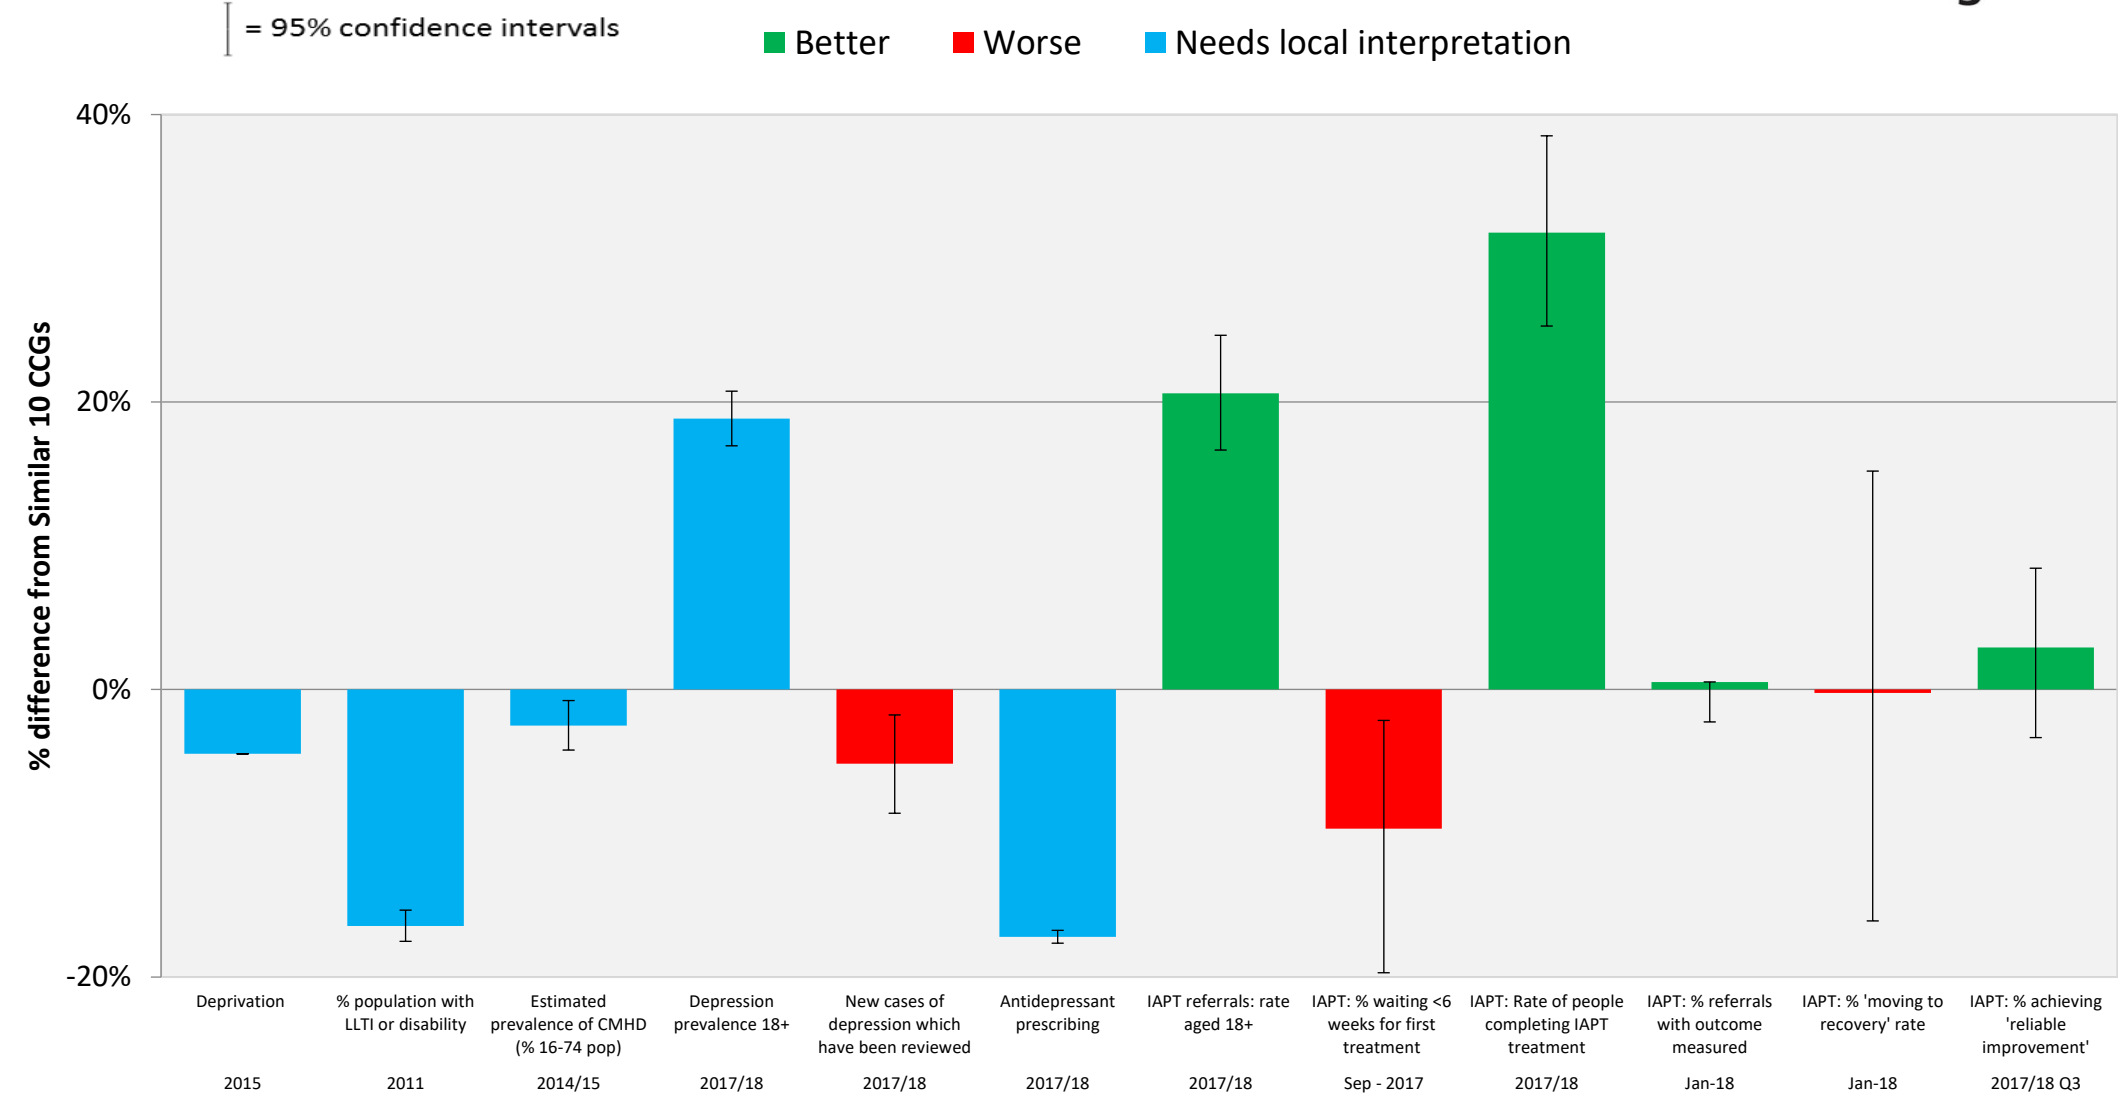 = 95% confidence intervals
Better
Worse
Needs local interpretation
40%
20%
0%
-20%
% difference from Similar 10 CCGs
Deprivation
2015
% population with
LLTI or disability
2011
Estimated
prevalence of CMHD
(% 16-74 pop)
2014/15
Depression
prevalence 18+
2017/18
New cases of
depression which
have been reviewed
2017/18
Antidepressant
prescribing
2017/18
IAPT referrals: rate
aged 18+
2017/18
IAPT: % waiting <6
weeks for first
treatment
Sep - 2017
IAPT: Rate of people
completing IAPT
treatment
2017/18
IAPT: % referrals
with outcome
measured
Jan-18
IAPT: % 'moving to
recovery' rate
Jan-18
IAPT: % achieving
'reliable
improvement'
2017/18 Q3